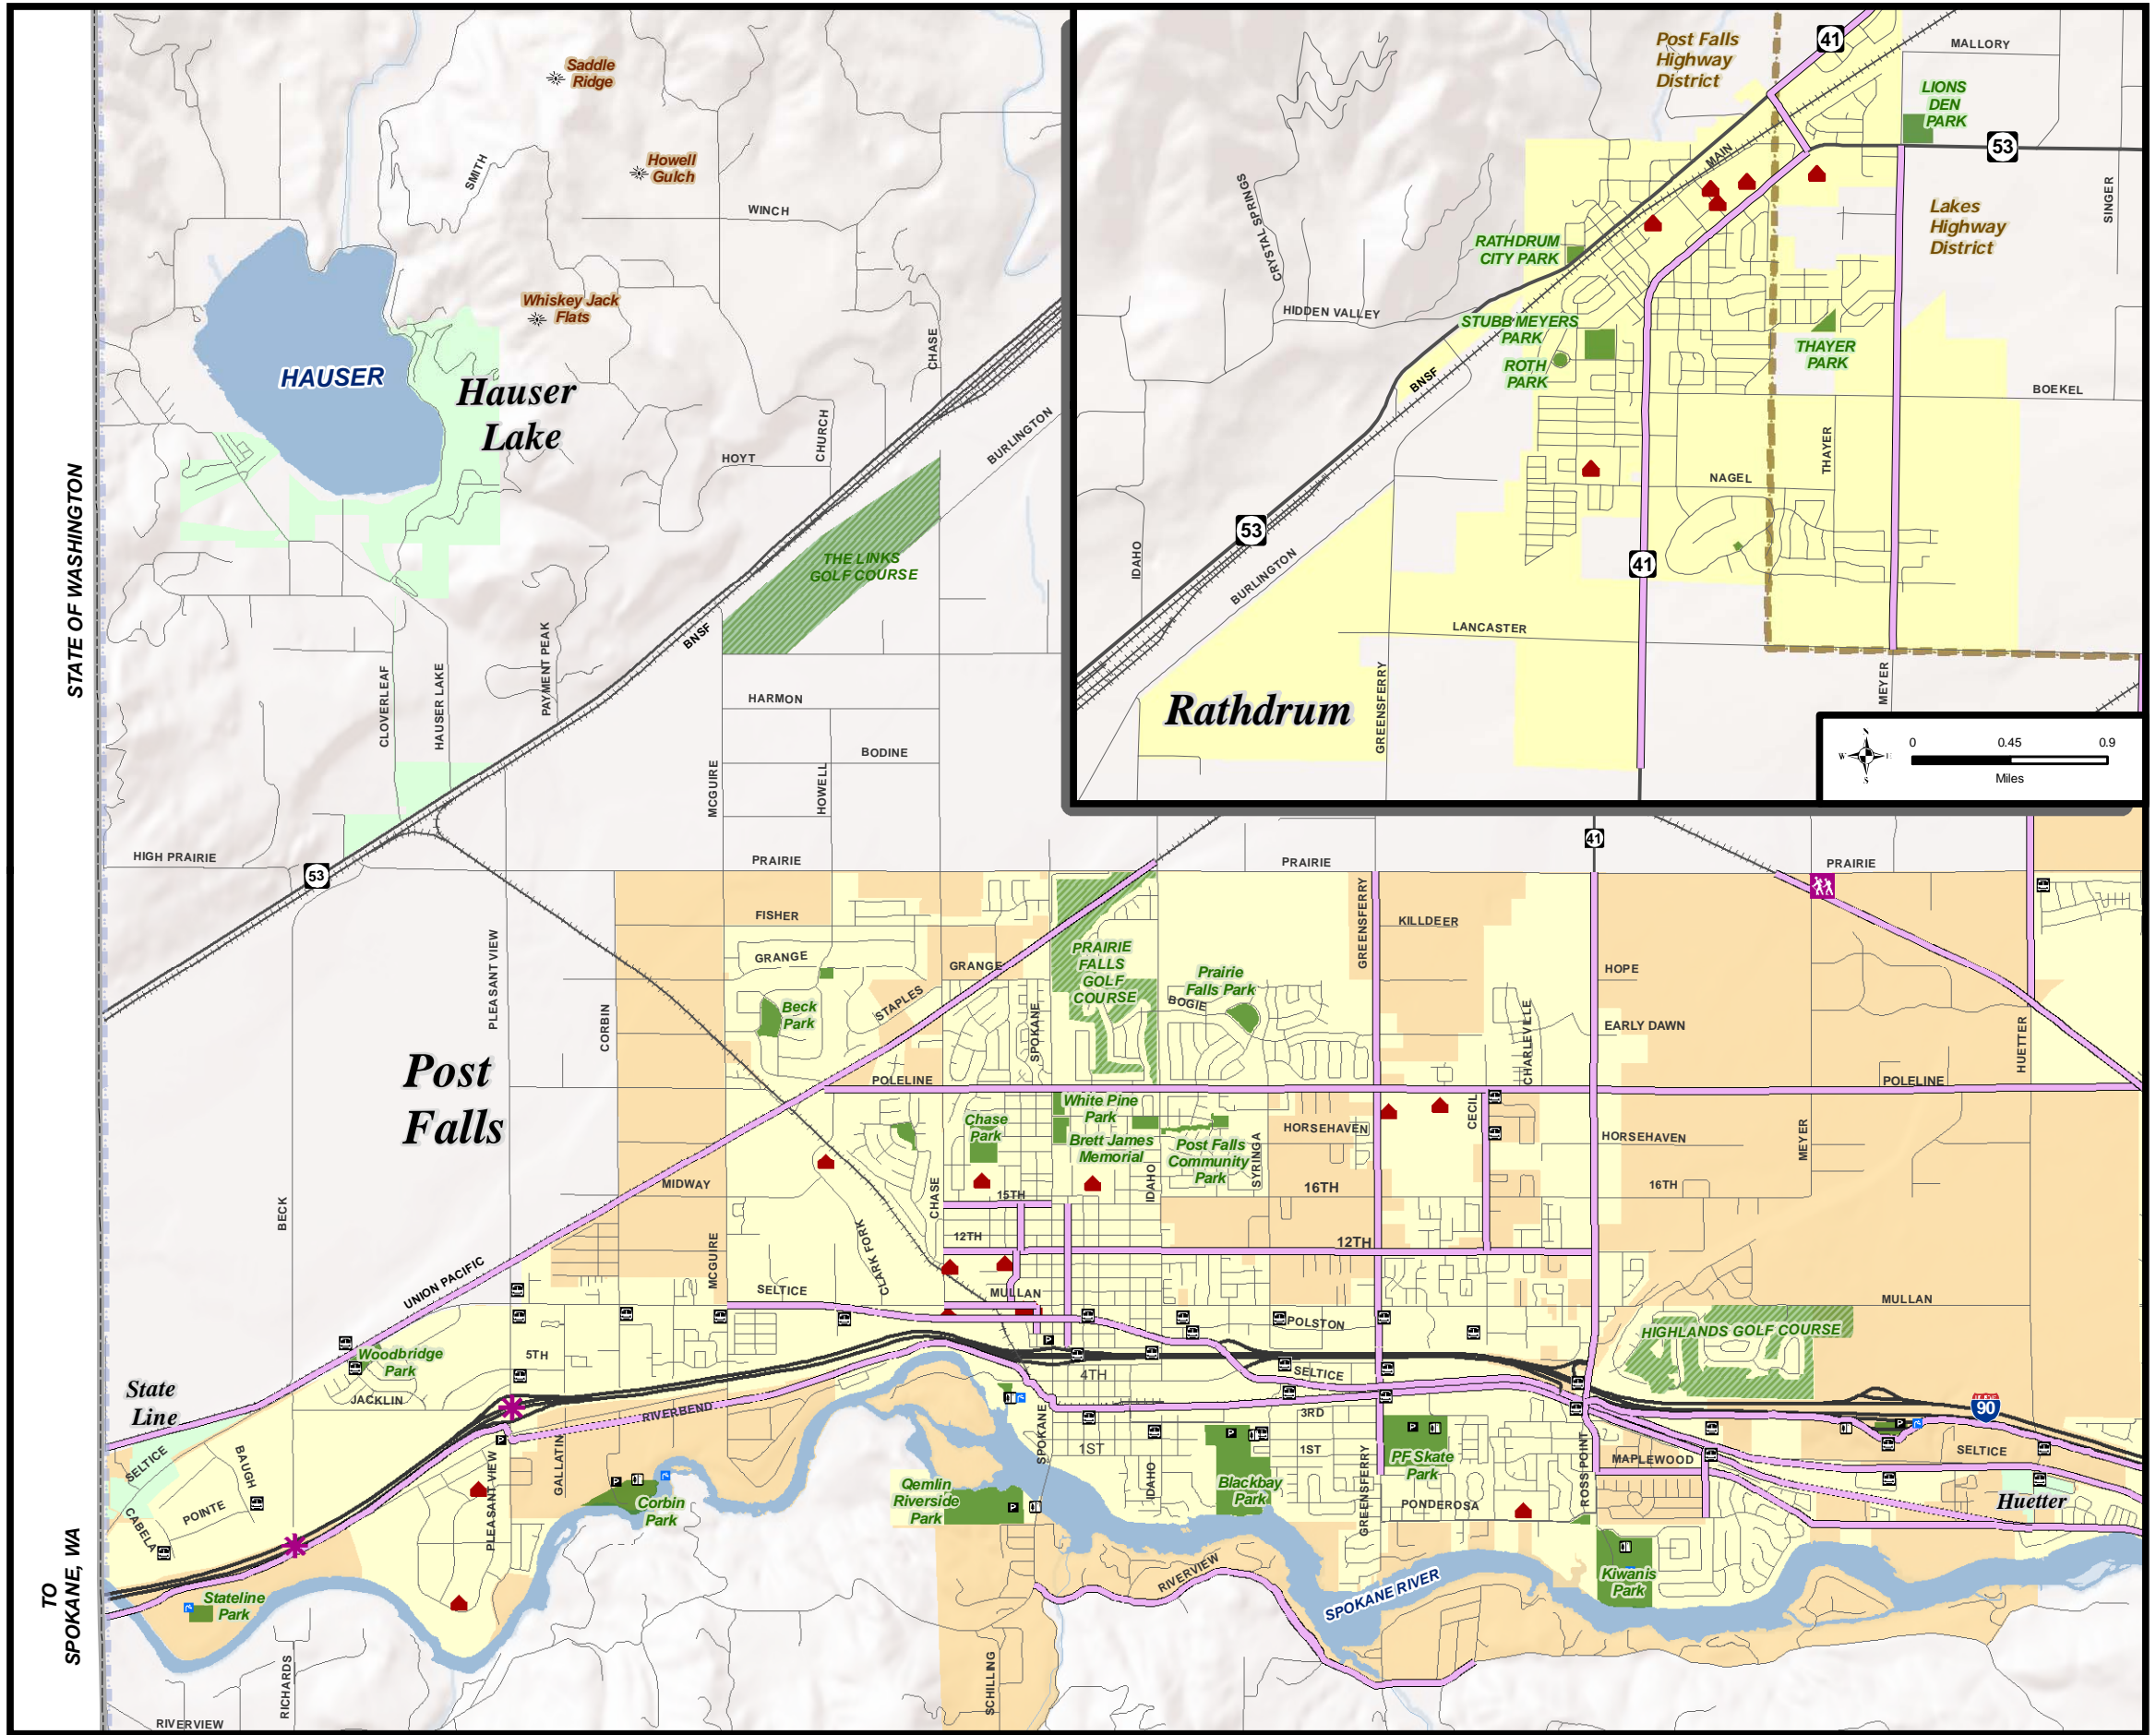 Saddle
Ridge
Howell
Gulch
SMITH
WINCH
Whiskey Jack
Flats
HAUSER
Hauser
Lake
CHASE
CHURCH
HOYT
BURLINGTON
THE LINKS
GOLF COURSE
BNSF
STATE OF WASHINGTON
CLOVERLEAF
HAUSER LAKE
PAYMENT PEAK
HARMON
BODINE
MCGUIRE
HOWELL
HIGH PRAIRIE
53
PRAIRIE
Post Falls
Highway
District
41
MALLORY
LIONS
DEN
PARK
53
MAIN
SINGER
CRYSTAL SPRINGS
RATHDRUM
CITY PARK
Lakes
Highway
District
HIDDEN VALLEY
STUBB MEYERS
PARK
ROTH
PARK
THAYER
PARK
BNSF
BOEKEL
THAYER
NAGEL
53
IDAHO
BURLINGTON
41
LANCASTER
GREENSFERRY
MEYER
Rathdrum
W
E
S
0
0.45
0.9
Miles
41
PRAIRIE
PRAIRIE
FISHER
GRANGE
GRANGE
PLEASANT VIEW
CORBIN
Beck
Park
STAPLES
SPOKANE
PRAIRIE
FALLS
GOLF
COURSE
Prairie
Falls Park
BOGIE
GREENSFERRY
KILLDEER
HOPE
CHARLEVILLE
EARLY DAWN
HUETTER
Post
Falls
POLELINE
POLELINE
White Pine
Park
Chase
Park
Brett James
Memorial
Post Falls
Community
Park
SYRINGA
HORSEHAVEN
CECIL
HORSEHAVEN
MEYER
MIDWAY
BECK
CHASE
15TH
IDAHO
16TH
16TH
12TH
12TH
MCGUIRE
CLARK FORK
UNION PACIFIC
SELTICE
MULLAN
MULLAN
POLSTON
HIGHLANDS GOLF COURSE
Woodbridge
Park
5TH
4TH
SELTICE
State
Line
JACKLIN
RIVERBEND
3RD
90
SELTICE
BAUGH
PLEASANT VIEW
GALLATIN
SPOKANE
1ST
1ST
IDAHO
PF Skate
Park
ROSS POINT
MAPLEWOOD
SELTICE
POINTE
CABELA
Corbin
Park
Qemlin
Riverside
Park
Blackbay
Park
GREENSFERRY
PONDEROSA
Huetter
TO
SPOKANE, WA
Stateline
Park
RIVERVIEW
SPOKANE RIVER
Kiwanis
Park
RICHARDS
SCHILLING
RIVERVIEW
P
P
P
P
P
P
P